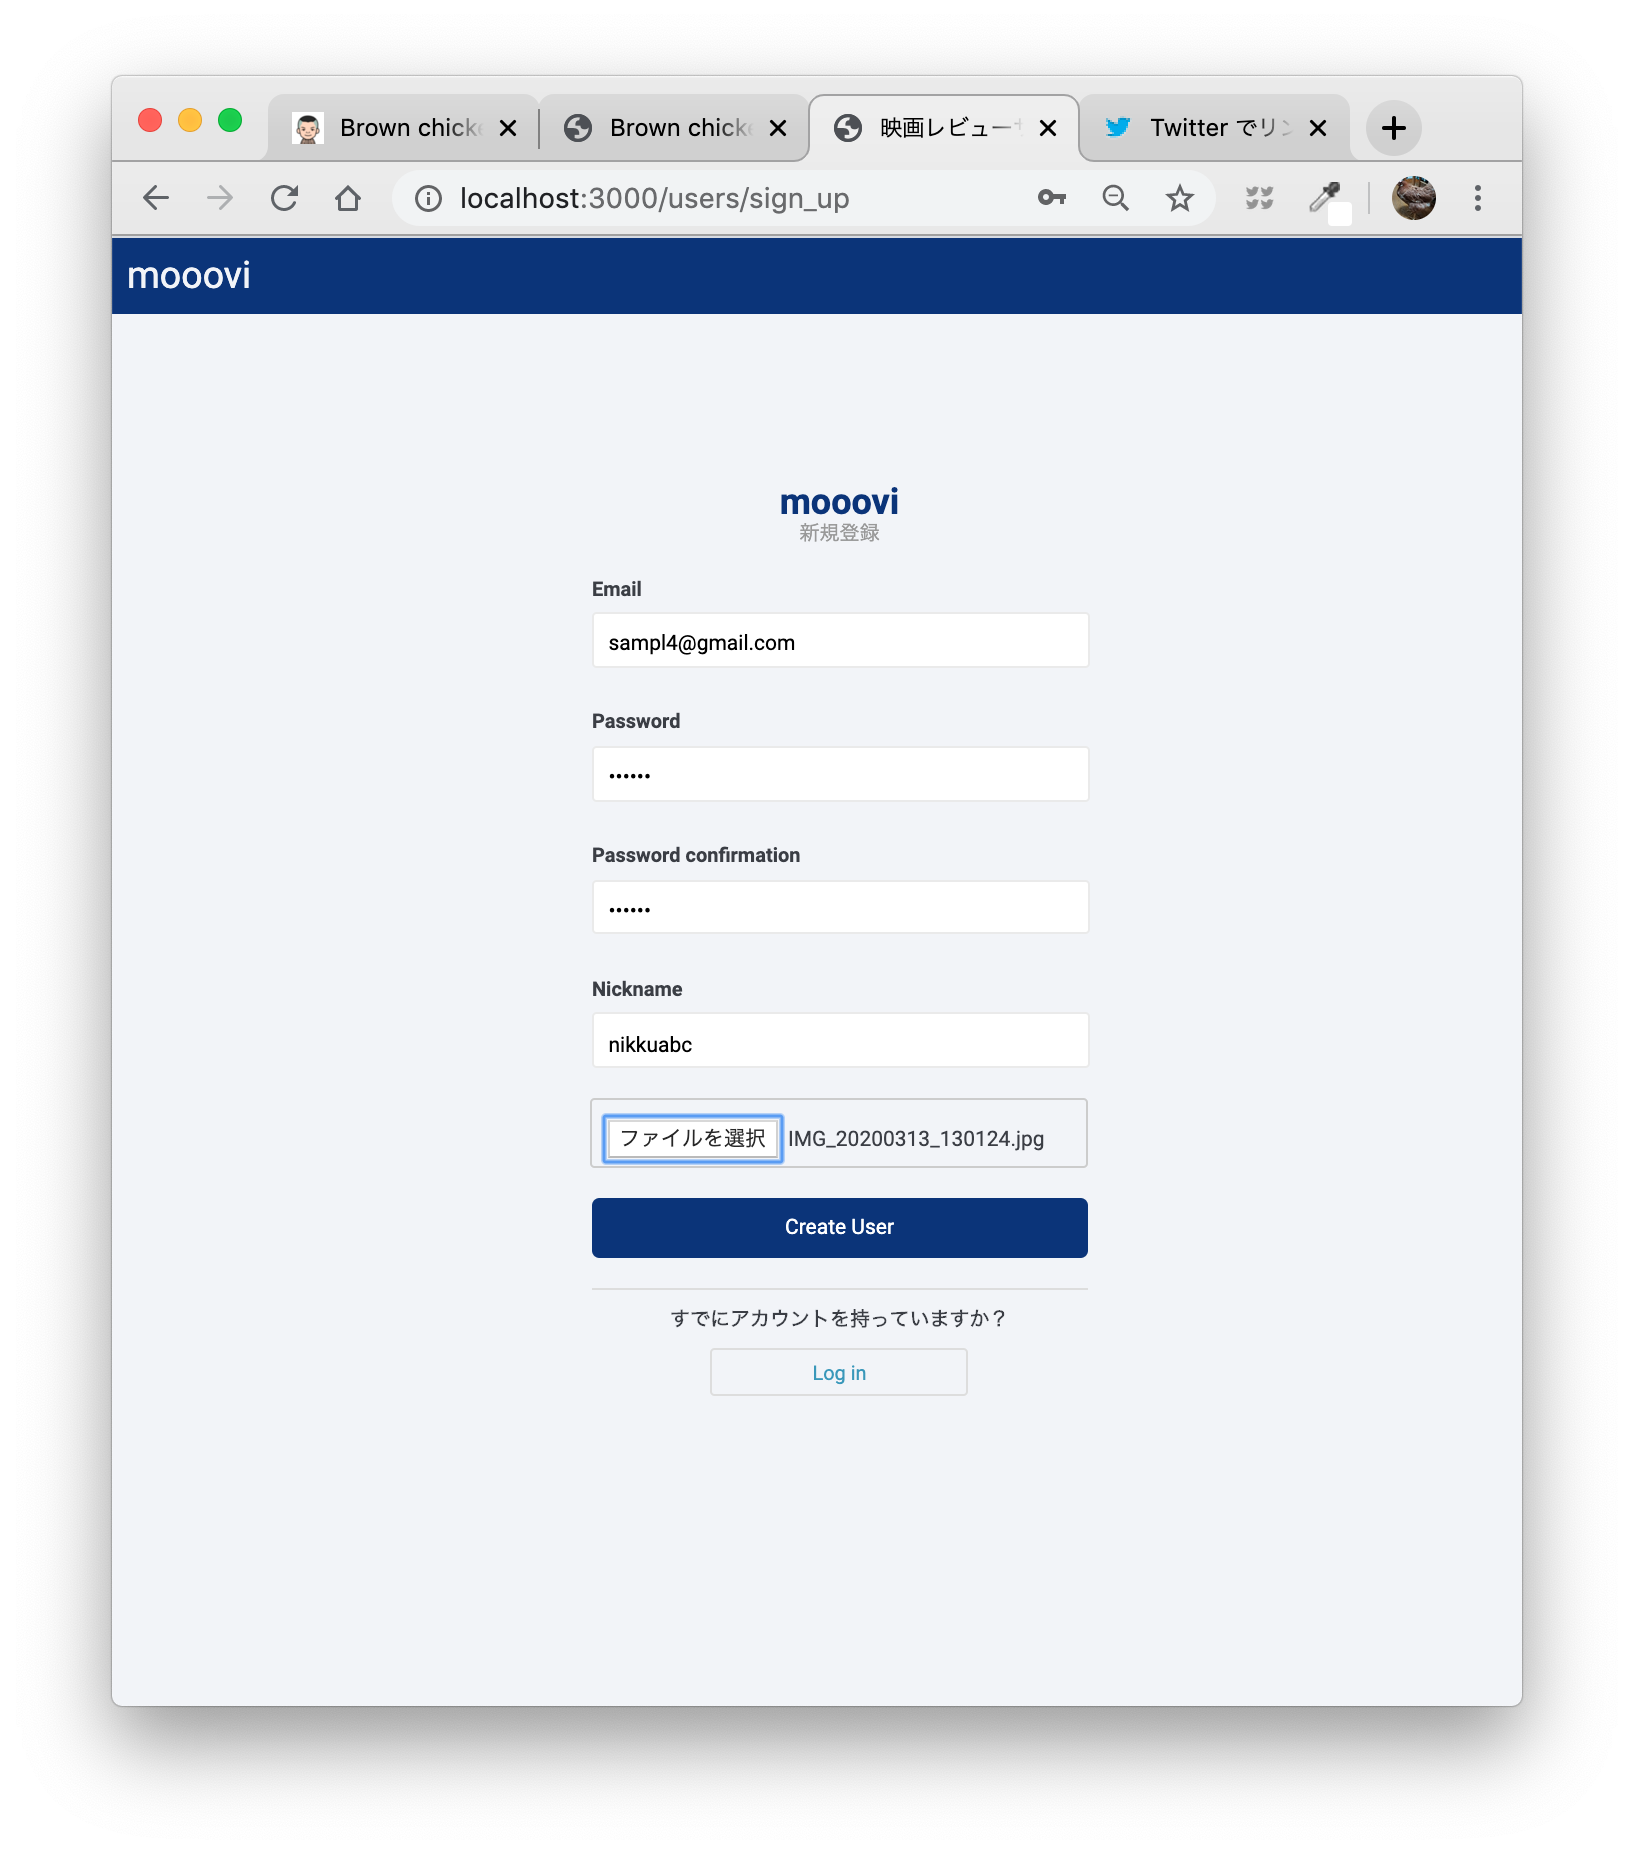 Brown chick
Brown chick
映画レビュー
Twitter でリン
localhost:3000/users/sign_up
mooovi
mooovi
新規登録
Email
sampl4@gmail.com
Password
••••••
Password confirmation
••••••
Nickname
nikkuabc
ファイルを選択 IMG_20200313_130124.jpg
Create User
すでにアカウントを持っていますか？
Log in